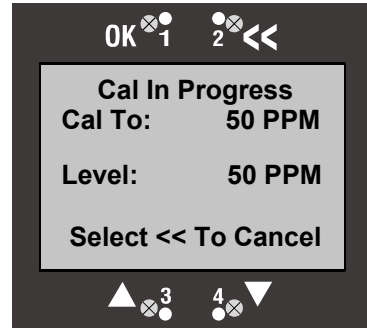 OK 1 2 <<
Cal In Progress
Cal To: 50 PPM
Level: 50 PPM
Select << To Cancel
3 4